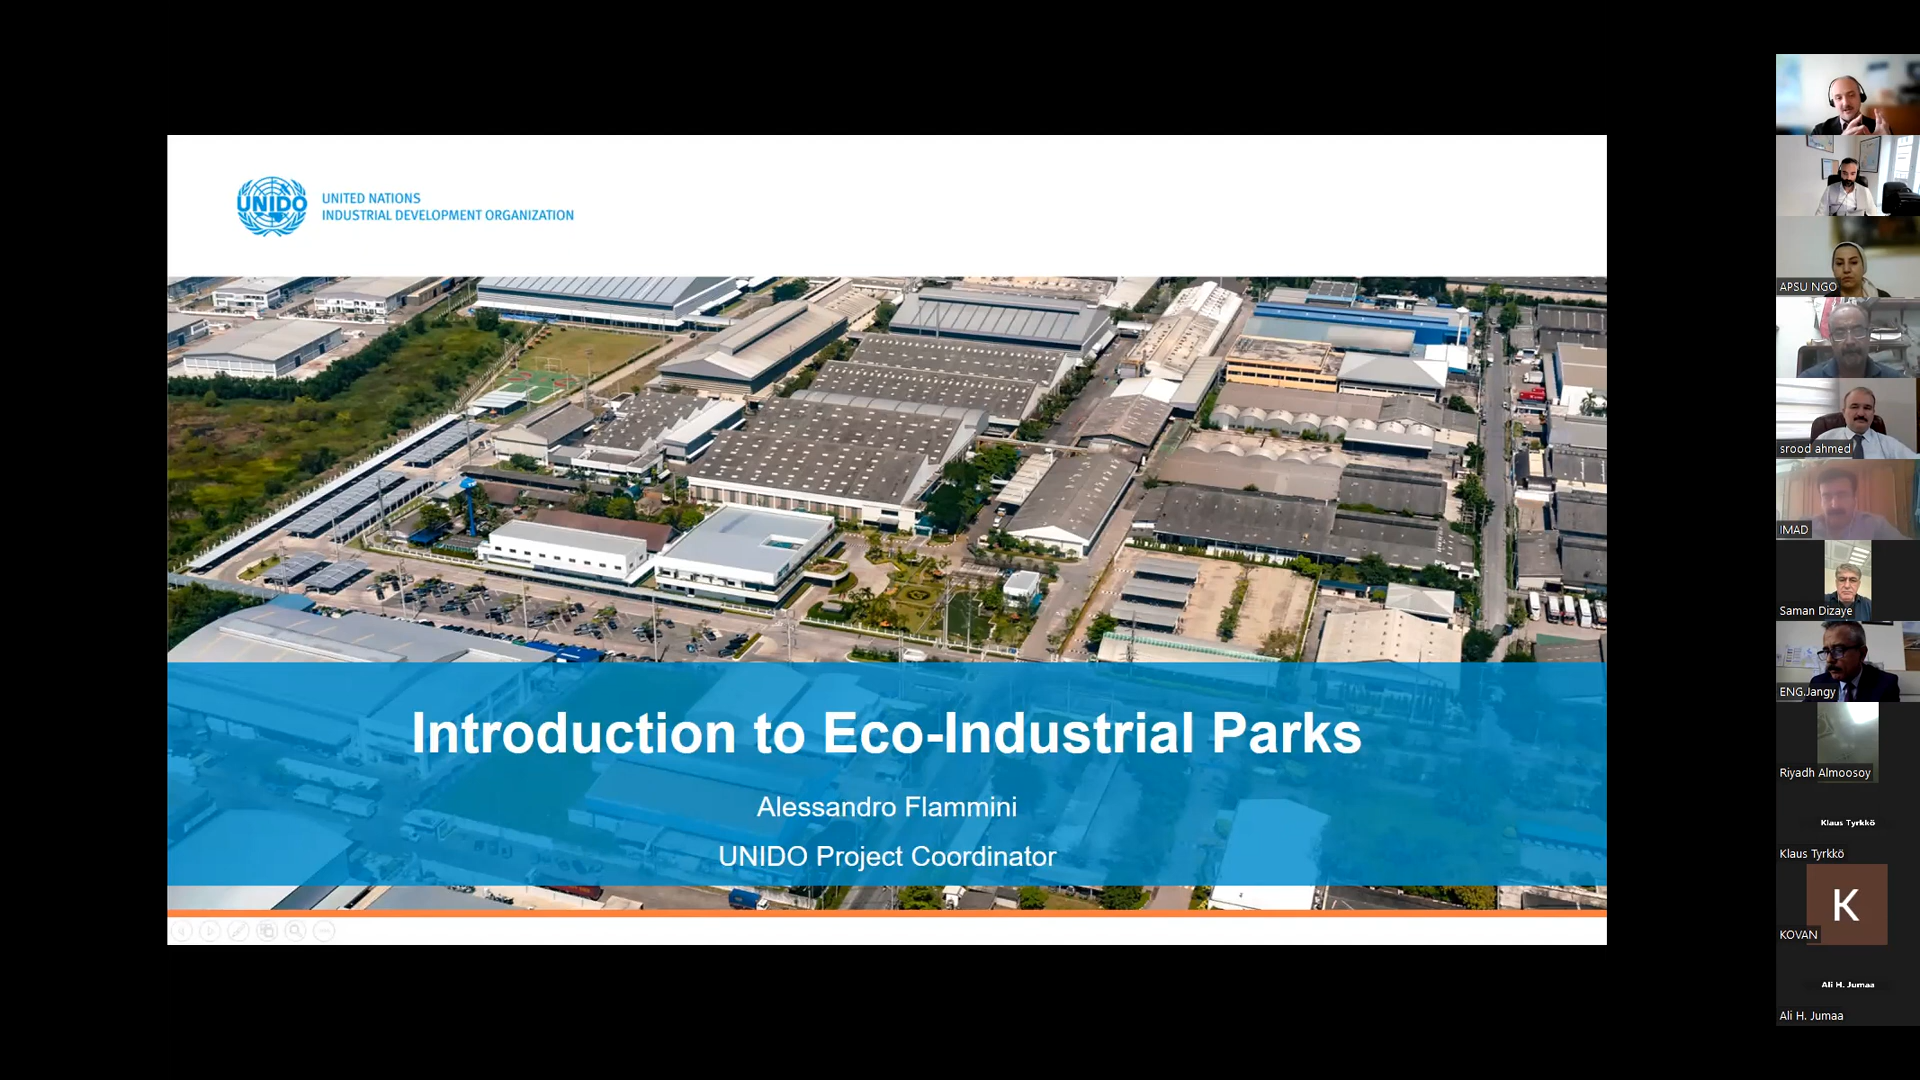 UNIDO
UNITED NATIONS
INDUSTRIAL DEVELOPMENT ORGANIZATION
Introduction to Eco-Industrial Parks
Alessandro Flammini
UNIDO Project Coordinator
APSU NGO
srood ahmed
IMAD
Saman Dizaye
ENG.Jangy
Riyadh Almoosoy
Klaus Tyrkkö
Klaus Tyrkkö
K
KOVAN
Ali H. Jumaa
Ali H. Jumaa